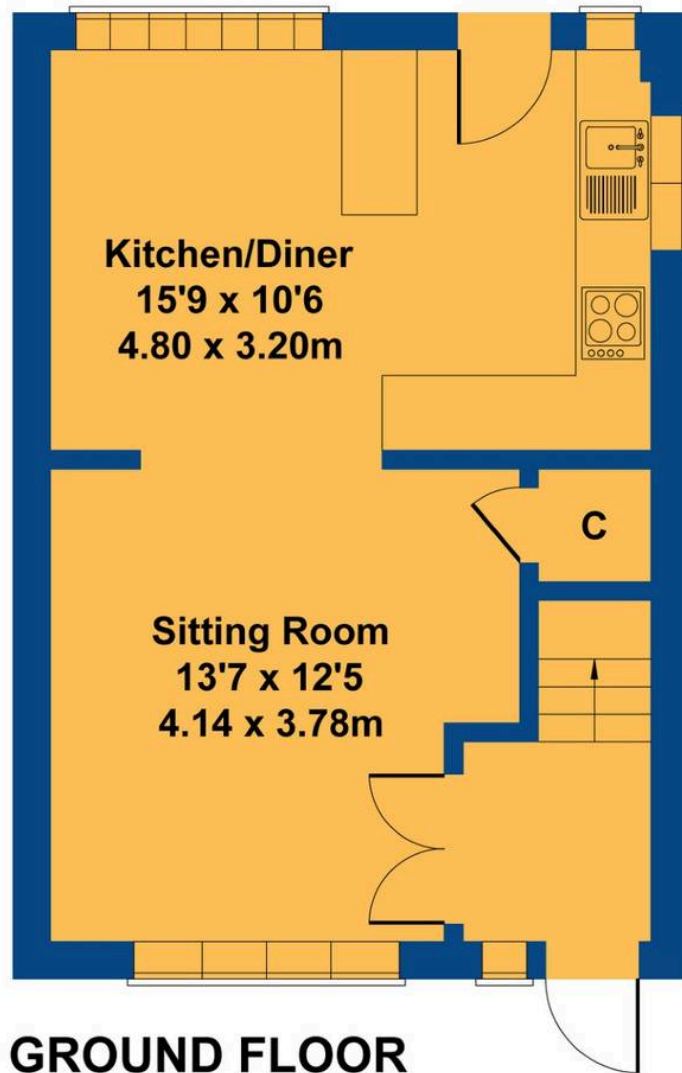 Kitchen/Diner
15'9 x 10'6
4.80 x 3.20m
C
Sitting Room
13'7 x 12'5
4.14 x 3.78m
GROUND FLOOR